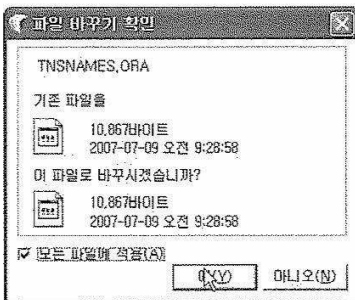 파일 바꾸기 확인
TNSNAMES.ORA
기존 파일을
10,867바이트
2007-07-09 오전 9:28:58
이 파일로 바꾸시겠습니까?
10,867바이트
2007-07-09 오전 9:28:58
모든 파일에 적용(A)
아니오(N)